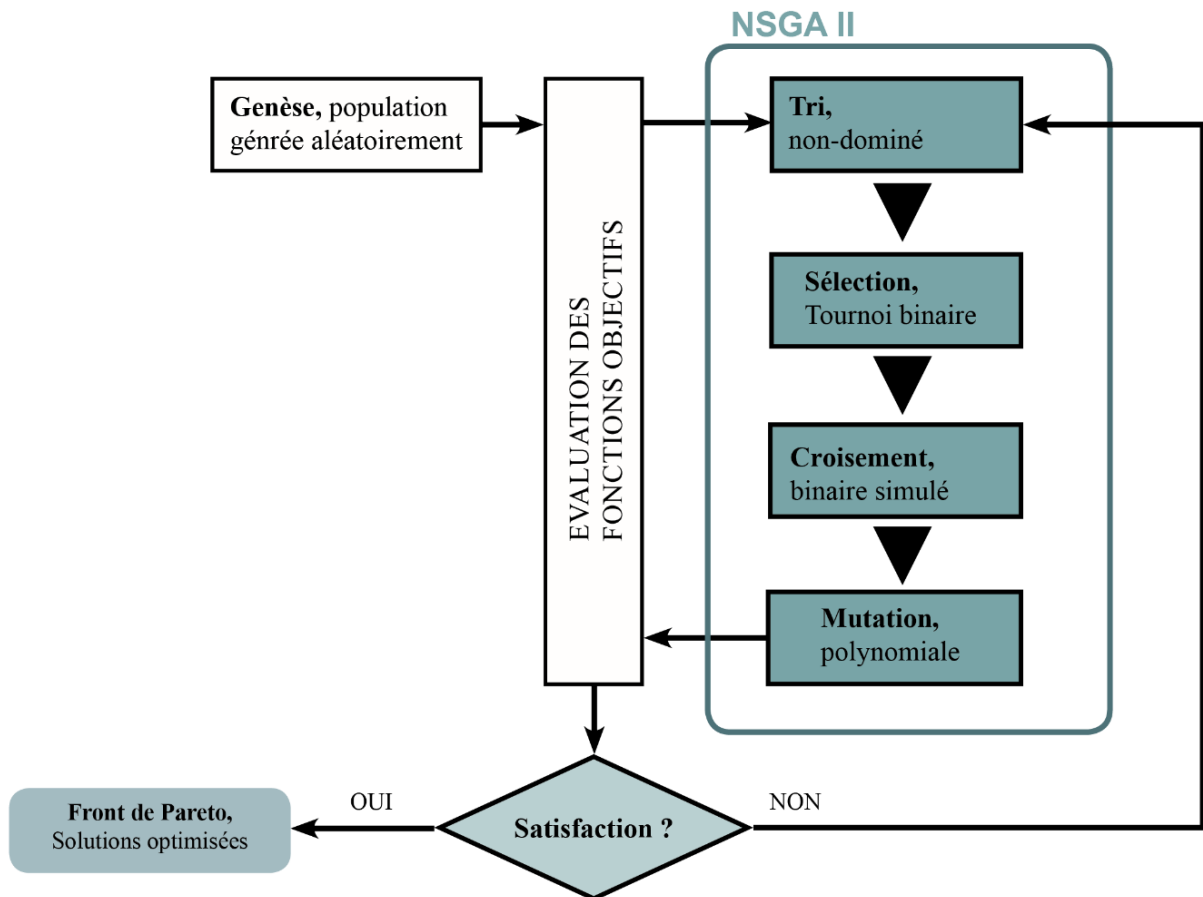 NSGA II
Genèse, population
génrée aléatoirement
EVALUATION DES
FONCTIONS OBJECTIFS
Tri,
non-dominé
Sélection,
Tournoi binaire
Croisement,
binaire simulé
Mutation,
polynomiale
Satisfaction ?
OUI
NON
Front de Pareto,
Solutions optimisées